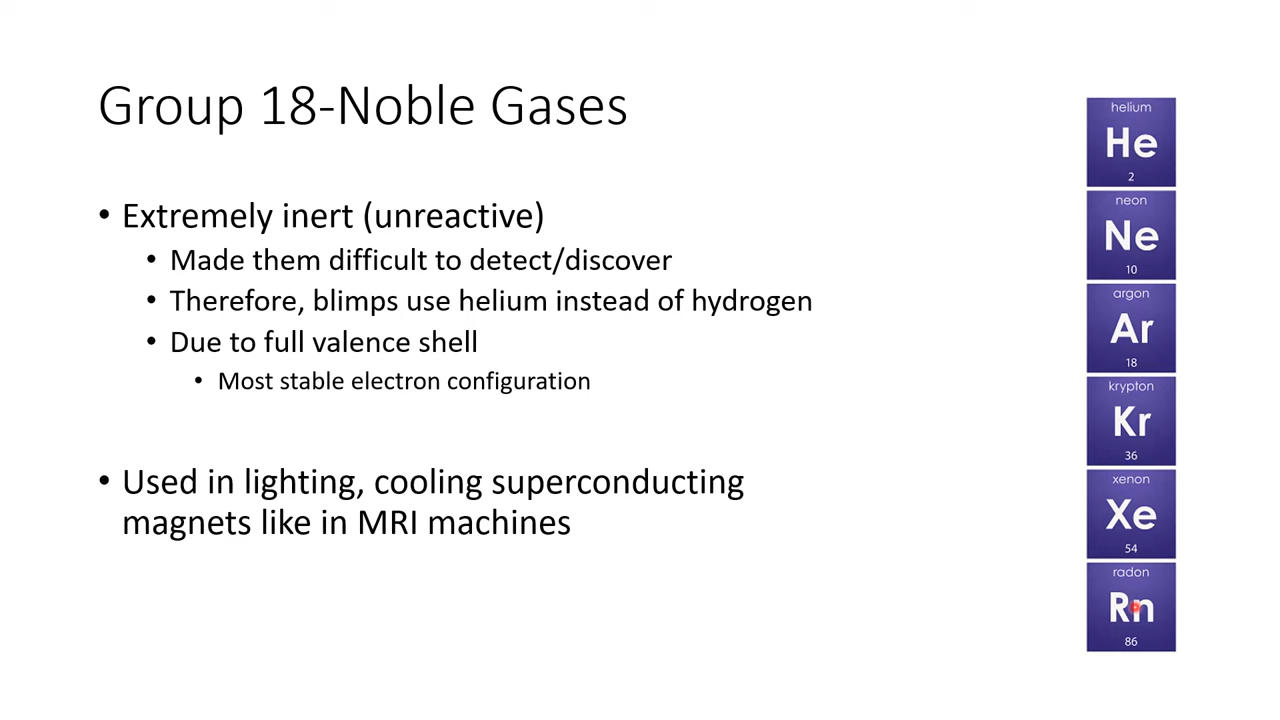 Group 18-Noble Gases
• Extremely inert (unreactive)
• Made them difficult to detect/discover
• Therefore, blimps use helium instead of hydrogen
• Due to full valence shell
• Most stable electron configuration
• Used in lighting, cooling superconducting
magnets like in MRI machines
helium
He
2
neon
Ne
10
argon
Ar
18
krypton
Kr
36
xenon
Xe
54
radon
Rn
86